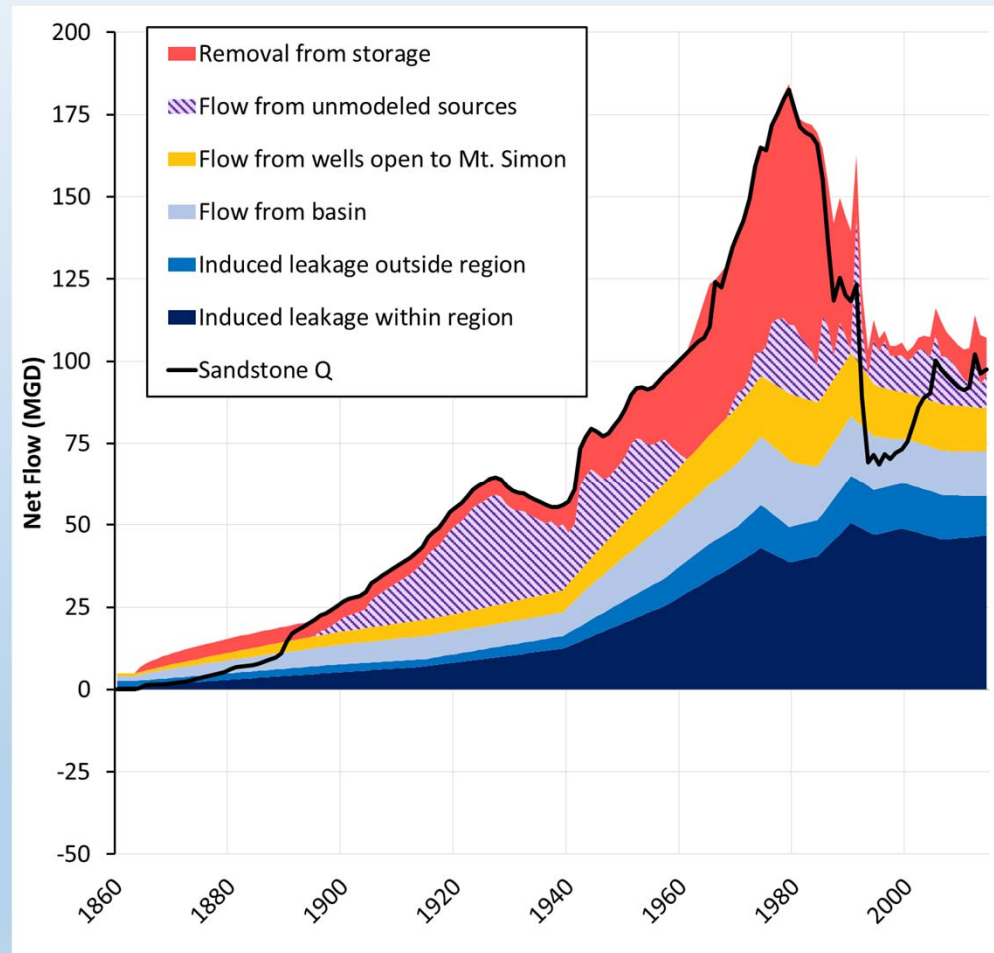 200
175
150
125
100
75
50
25
0
-25
-50
Net Flow (MGD)
Removal from storage
Flow from unmodeled sources
Flow from wells open to Mt. Simon
Flow from basin
Induced leakage outside region
Induced leakage within region
Sandstone Q
1860
1880
1900
1920
1940
1960
1980
2000